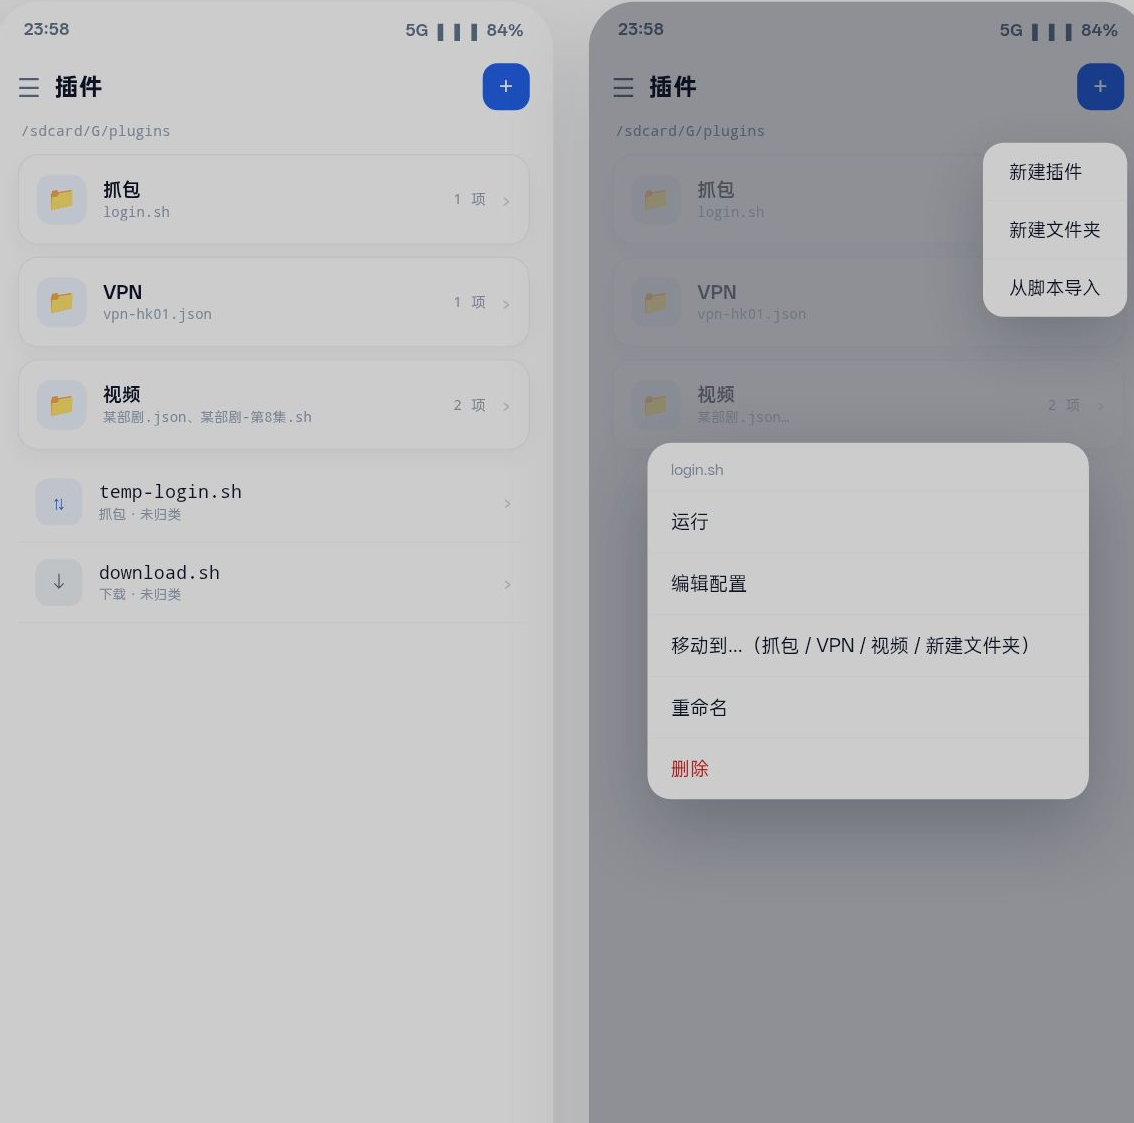 23:58
5G 84%
☰ 插件
+
/sdcard/G/plugins
抓包
login.sh
1 项 ›
VPN
vpn-hk01.json
1 项 ›
视频
某部剧.json、某部剧-第8集.sh
2 项 ›
temp-login.sh
抓包 · 未归类
›
download.sh
下载 · 未归类
›
23:58
5G 84%
☰ 插件
+
/sdcard/G/plugins
新建插件
新建文件夹
从脚本导入
抓包
login.sh
VPN
vpn-hk01.json
视频
某部剧.json…
2 项 ›
login.sh
运行
编辑配置
移动到…（抓包 / VPN / 视频 / 新建文件夹）
重命名
删除